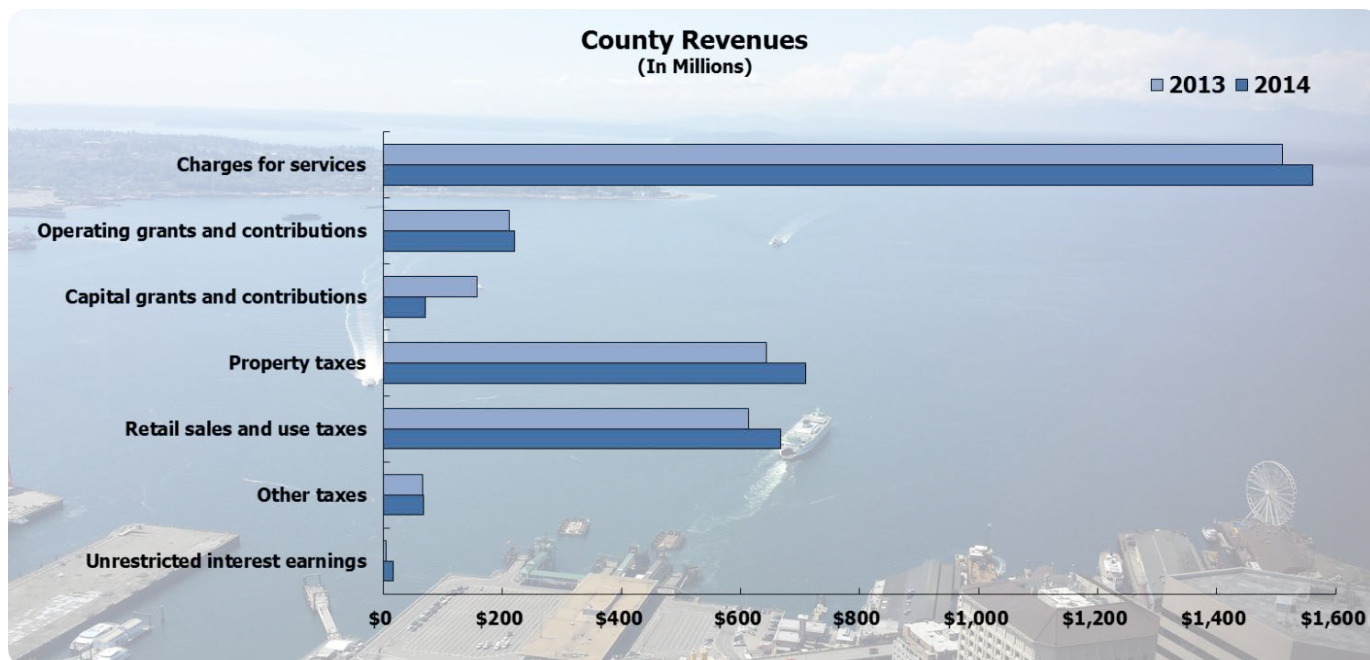 County Revenues
(In Millions)
2013 2014
Charges for services
Operating grants and contributions
Capital grants and contributions
Property taxes
Retail sales and use taxes
Other taxes
Unrestricted interest earnings
$0 $200 $400 $600 $800 $1,000 $1,200 $1,400 $1,600